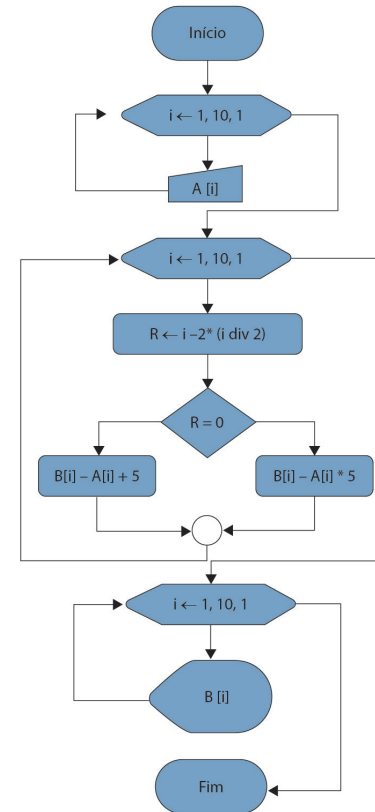 Início
i ← 1, 10, 1
A [i]
i ← 1, 10, 1
R ← i –2* (i div 2)
R = 0
B[i] – A[i] + 5
B[i] – A[i] * 5
i ← 1, 10, 1
B [i]
Fim